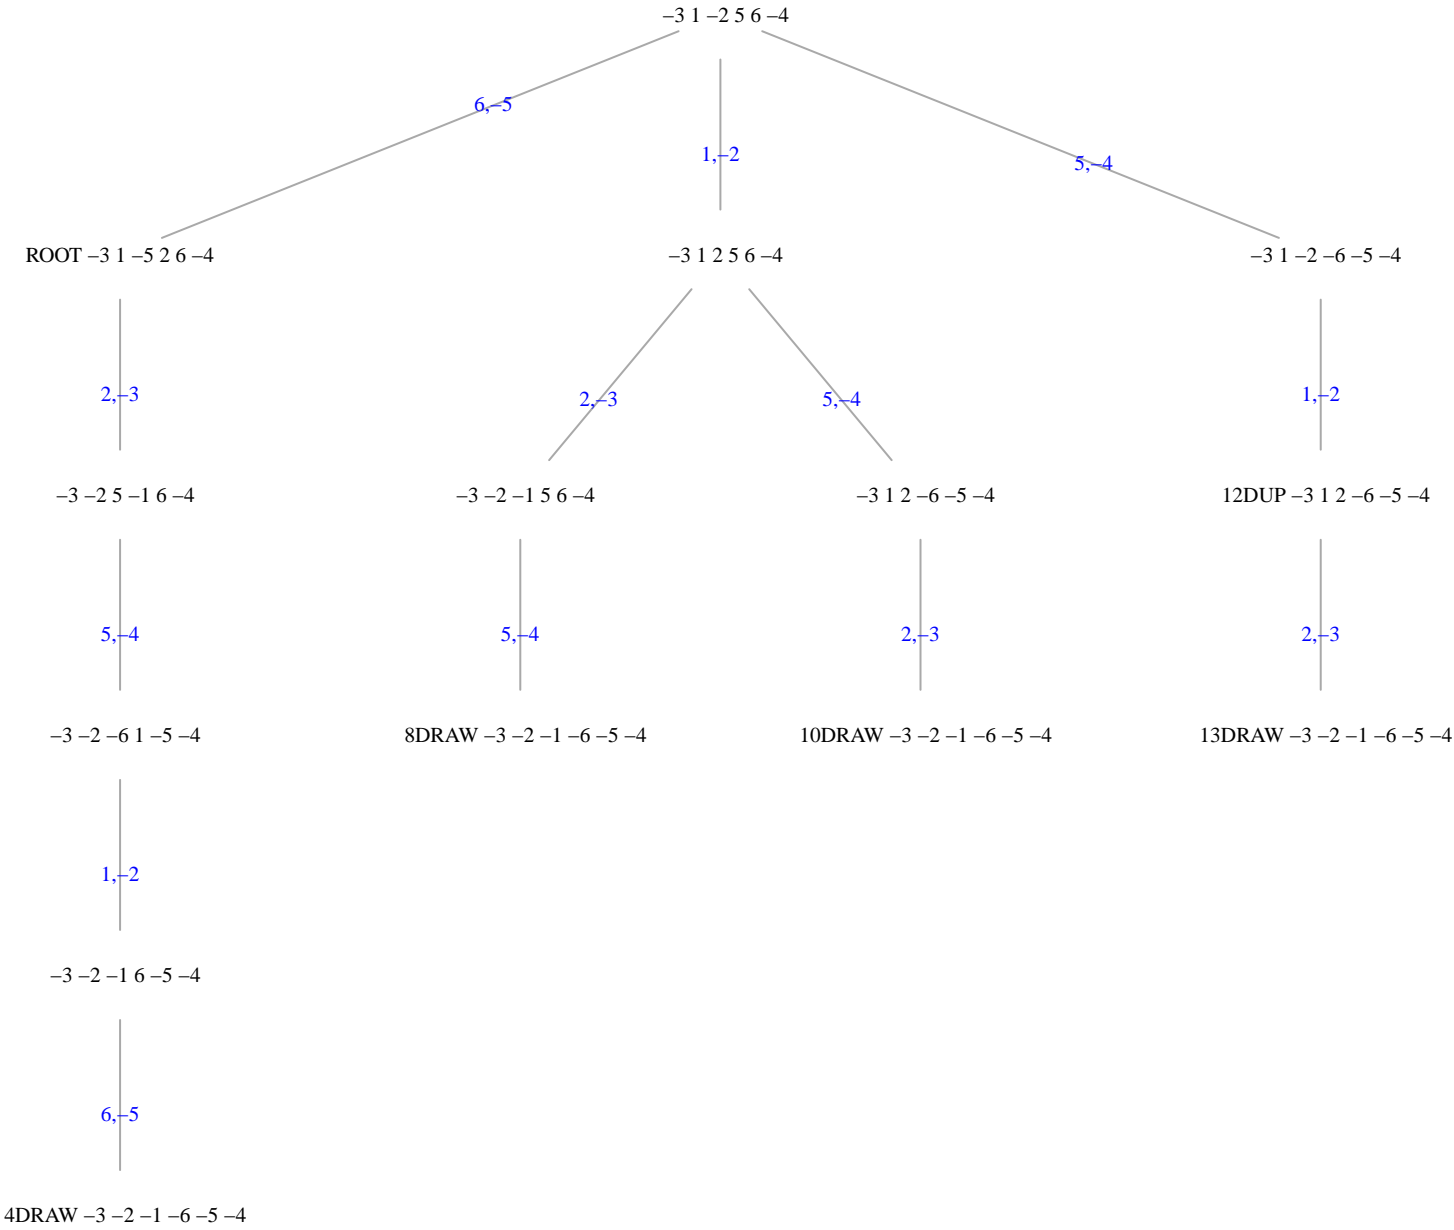 –3 1 –2 5 6 –4
6,–5
1,–2
5,–4
ROOT –3 1 –5 2 6 –4
–3 1 2 5 6 –4
–3 1 –2 –6 –5 –4
2,–3
2,–3
5,–4
1,–2
–3 –2 5 –1 6 –4
–3 –2 –1 5 6 –4
–3 1 2 –6 –5 –4
12DUP –3 1 2 –6 –5 –4
5,–4
5,–4
2,–3
2,–3
–3 –2 –6 1 –5 –4
8DRAW –3 –2 –1 –6 –5 –4
10DRAW –3 –2 –1 –6 –5 –4
13DRAW –3 –2 –1 –6 –5 –4
1,–2
–3 –2 –1 6 –5 –4
6,–5
4DRAW –3 –2 –1 –6 –5 –4